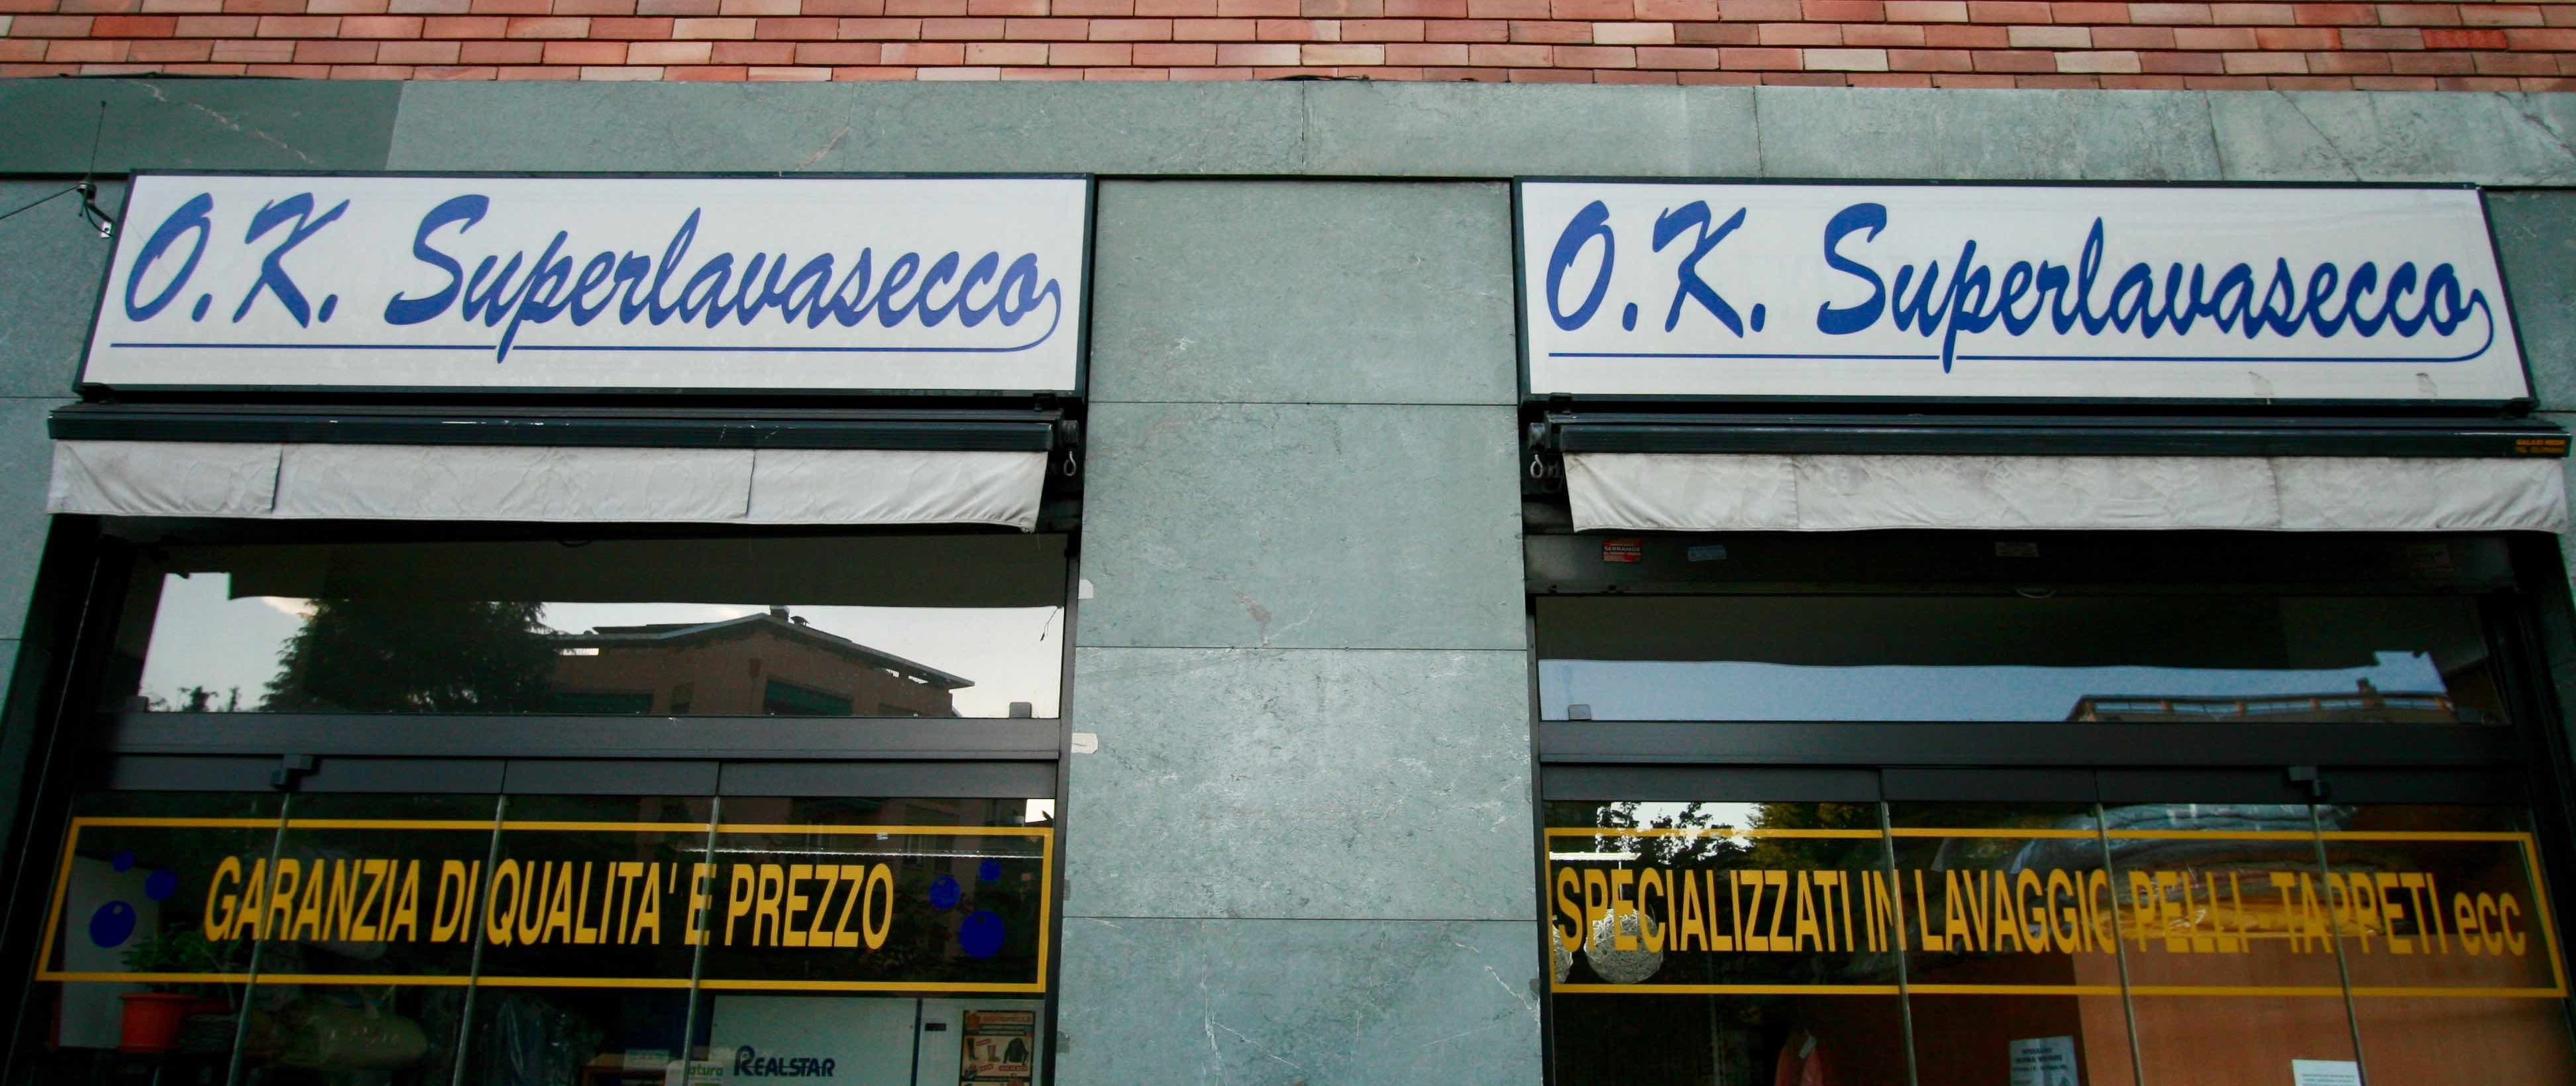 O.K. Superlavasecco
O.K. Superlavasecco
GARANZIA DI QUALITA' E PREZZO
SPECIALIZZATI IN LAVAGGIO PELLI - TAPPETI ecc
REALSTAR